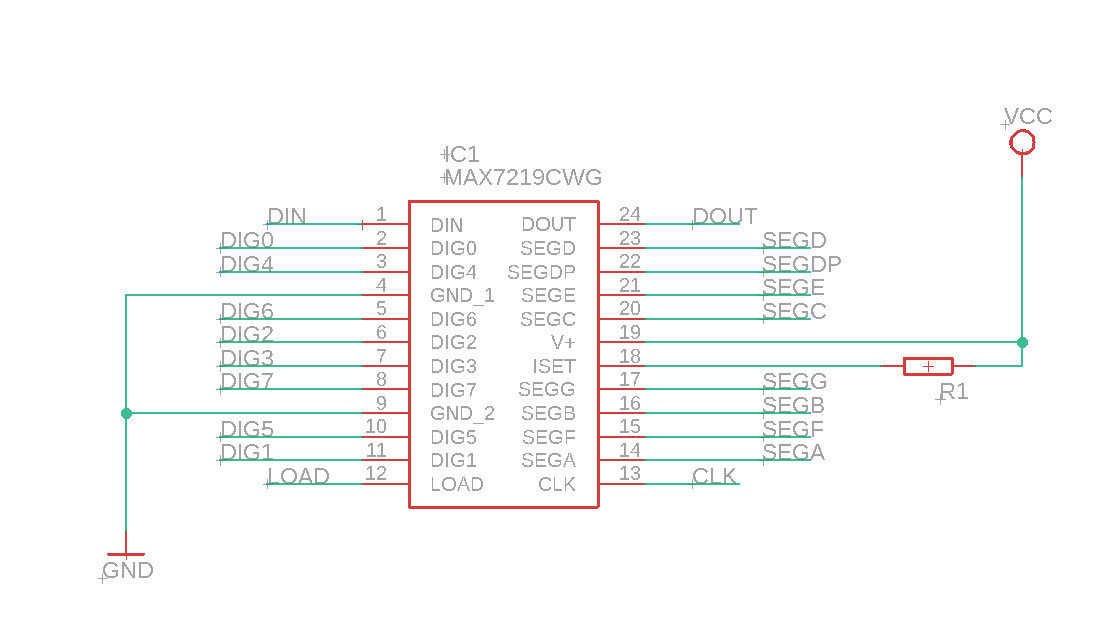 VCC
IC1
MAX7219CWG
DIN 1 DIN DOUT 24 DOUT
DIG0 2 DIG0 SEGD 23 SEGD
DIG4 3 DIG4 SEGDP 22 SEGDP
4 GND_1 SEGE 21 SEGE
DIG6 5 DIG6 SEGC 20 SEGC
DIG2 6 DIG2 V+ 19
DIG3 7 DIG3 ISET 18
DIG7 8 DIG7 SEGG 17 SEGG
R1
9 GND_2 SEGB 16 SEGB
DIG5 10 DIG5 SEGF 15 SEGF
DIG1 11 DIG1 SEGA 14 SEGA
LOAD 12 LOAD CLK 13 CLK
GND